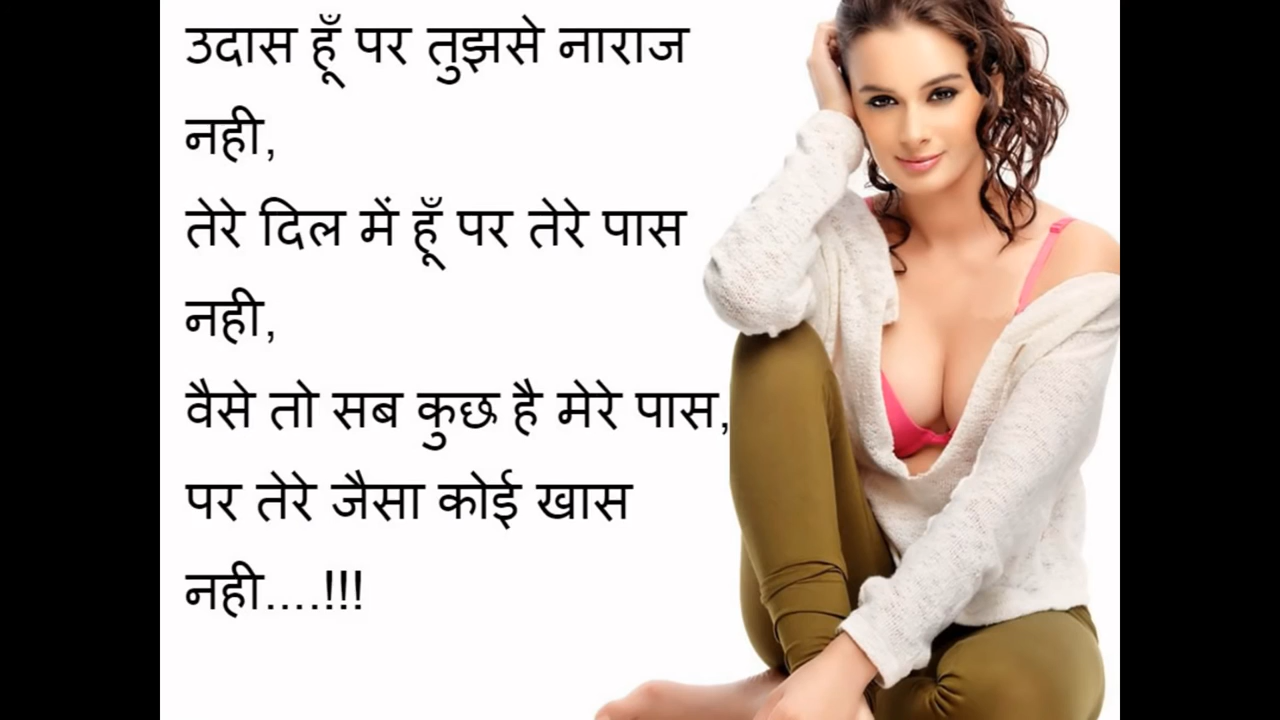 उदास हूँ पर तुझसे नाराज
नही,
तेरे दिल में हूँ पर तेरे पास
नही,
वैसे तो सब कुछ है मेरे पास,
पर तेरे जैसा कोई खास
नही....!!!